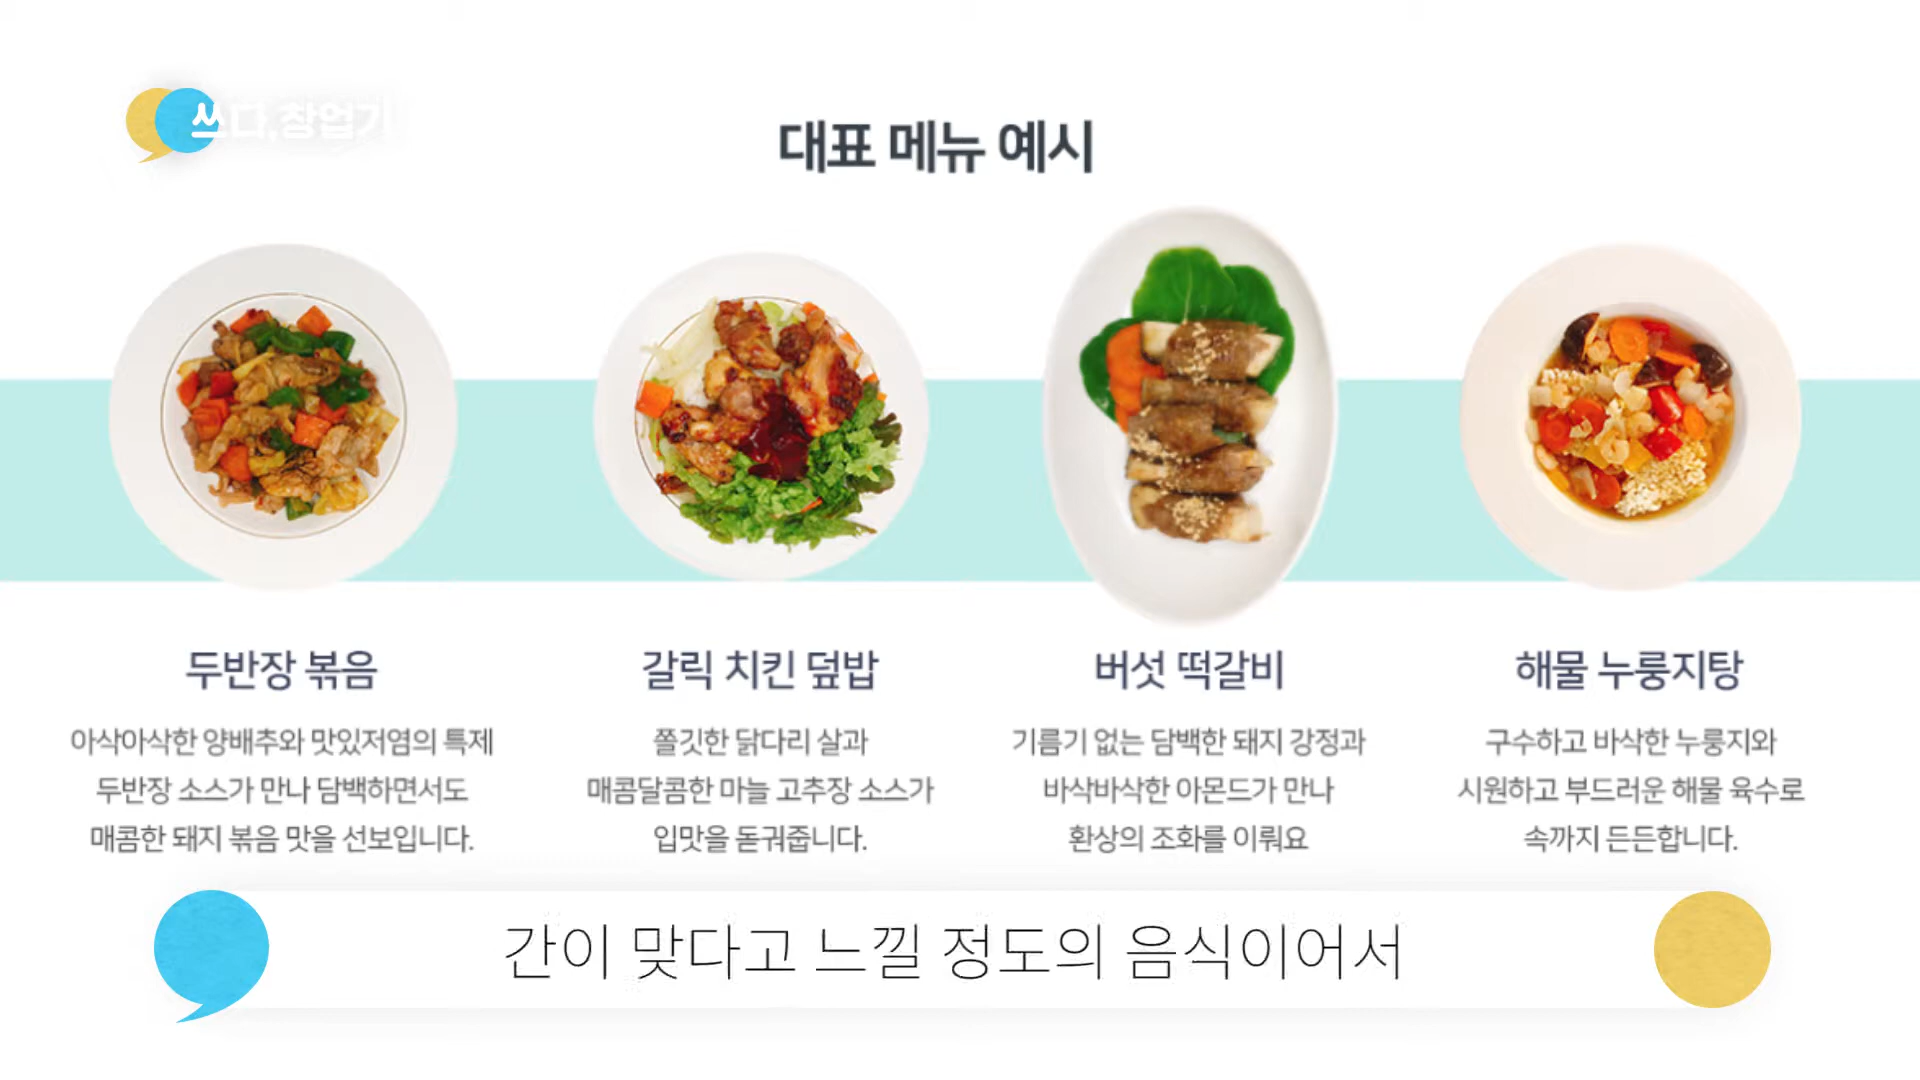 쓰다.창업기
대표 메뉴 예시
두반장 볶음
아삭아삭한 양배추와 맛있저염의 특제
두반장 소스가 만나 담백하면서도
매콤한 돼지 볶음 맛을 선보입니다.
갈릭 치킨 덮밥
쫄깃한 닭다리 살과
매콤달콤한 마늘 고추장 소스가
입맛을 돋궈줍니다.
버섯 떡갈비
기름기 없는 담백한 돼지 강정과
바삭바삭한 아몬드가 만나
환상의 조화를 이뤄요
해물 누룽지탕
구수하고 바삭한 누룽지와
시원하고 부드러운 해물 육수로
속까지 든든합니다.
간이 맞다고 느낄 정도의 음식이어서